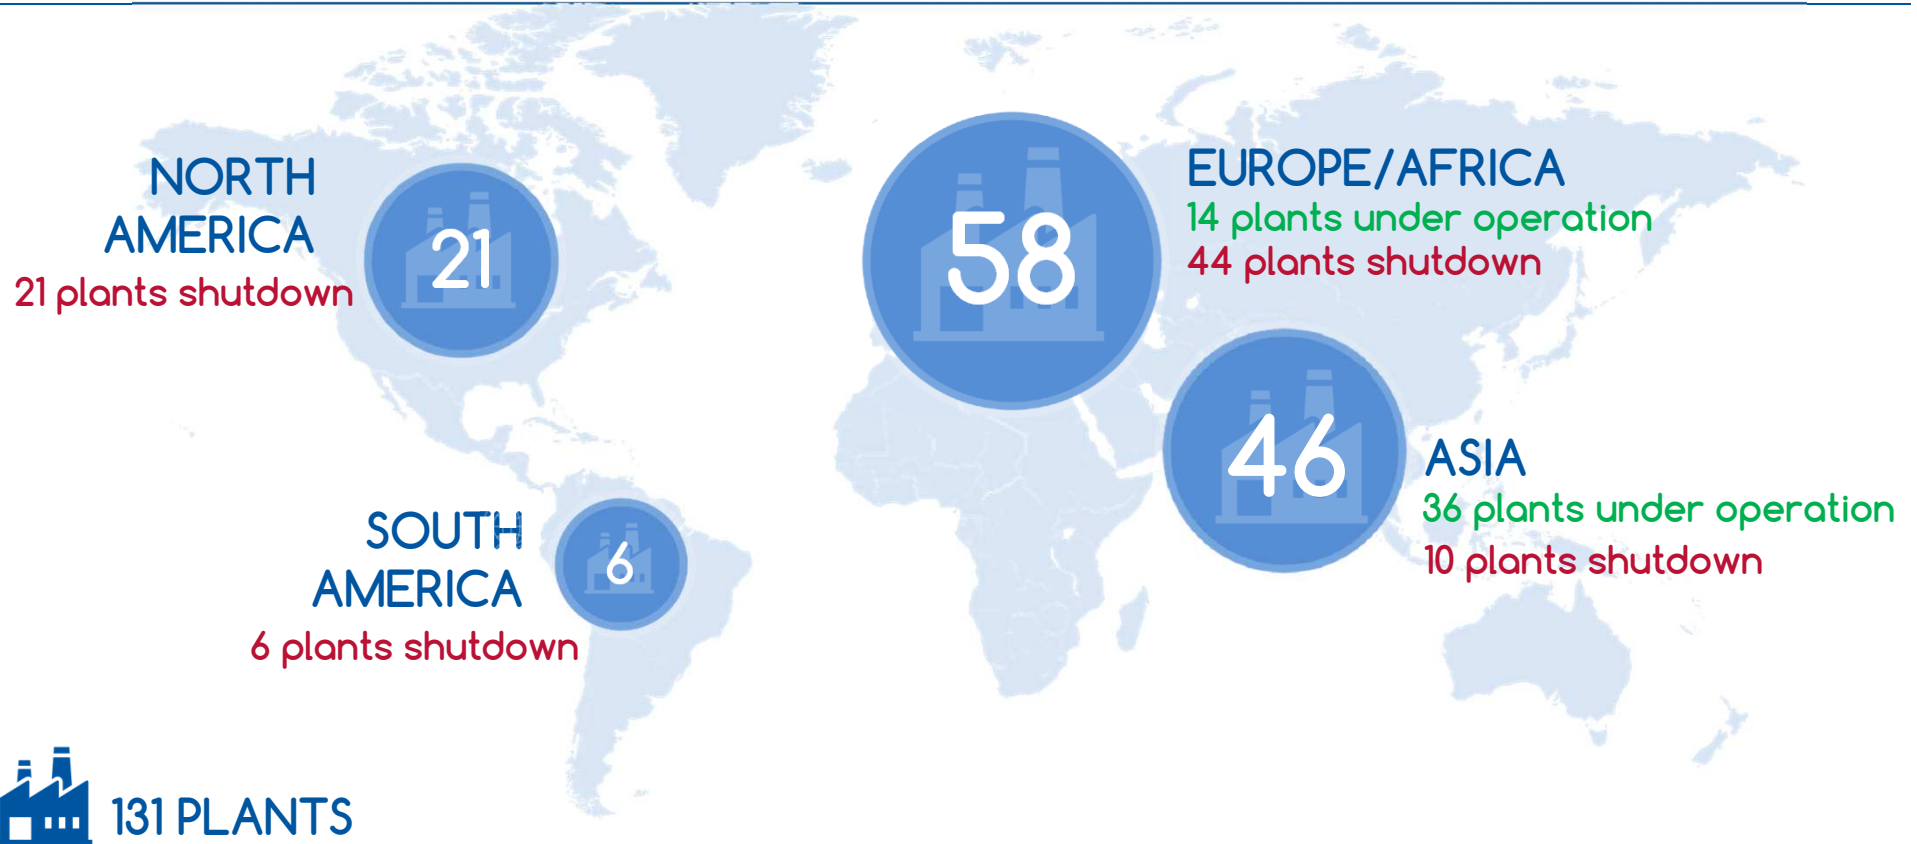 NORTH
AMERICA
21 plants shutdown
21
58
EUROPE/AFRICA
14 plants under operation
44 plants shutdown
46
ASIA
36 plants under operation
10 plants shutdown
SOUTH
AMERICA
6 plants shutdown
6
131 PLANTS